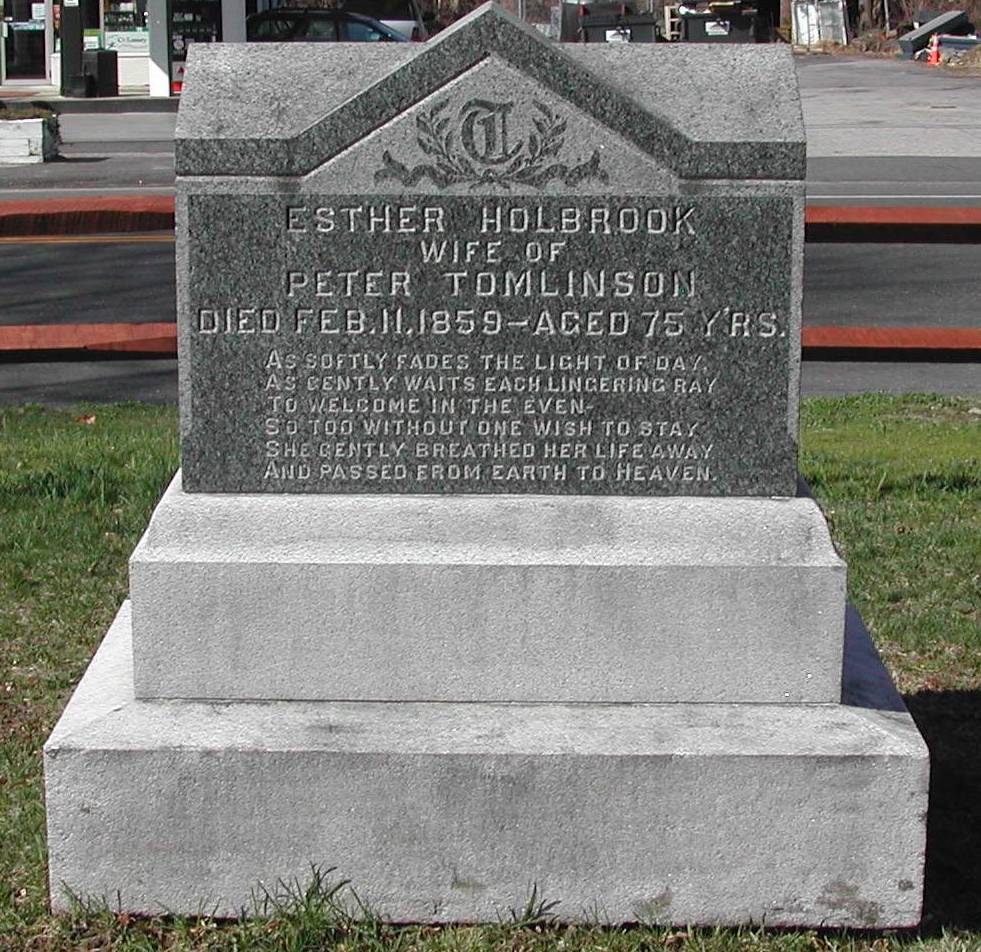 T
ESTHER HOLBROOK
WIFE OF
PETER TOMLINSON
DIED FEB. 11, 1859 — AGED 75 Y'RS.
AS SOFTLY FADES THE LIGHT OF DAY,
AS GENTLY WAITS EACH LINGERING RAY
TO WELCOME IN THE EVEN-
SO TOO WITHOUT ONE WISH TO STAY
SHE GENTLY BREATHED HER LIFE AWAY
AND PASSED FROM EARTH TO HEAVEN.